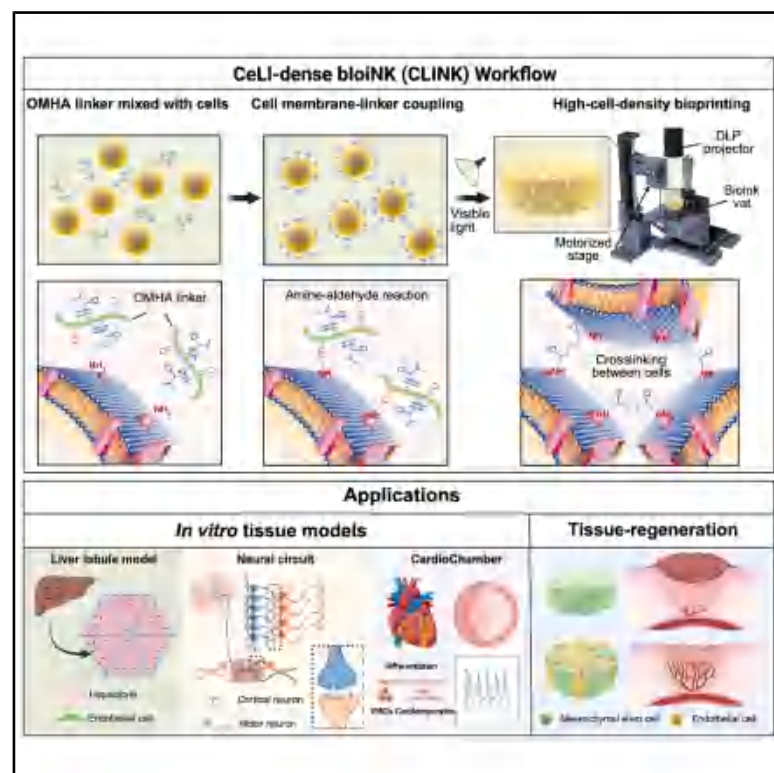 CeLl-dense bioiNK (CLINK) Workflow
OMHA linker mixed with cells
Cell membrane-linker coupling
High-cell-density bioprinting
Visible
light
DLP
projector
Bioink
vat
Motorized
stage
OMHA linker
NH
Amine-aldehyde reaction
Crosslinking
between cells
Applications
In vitro tissue models
Tissue-regeneration
Liver lobule model
Neural circuit
CardioChamber
Hepatocyte
Endothelial cell
Cortical neuron
Motor neuron
Differentiation
Mesenchymal stem cell
Endothelial cell